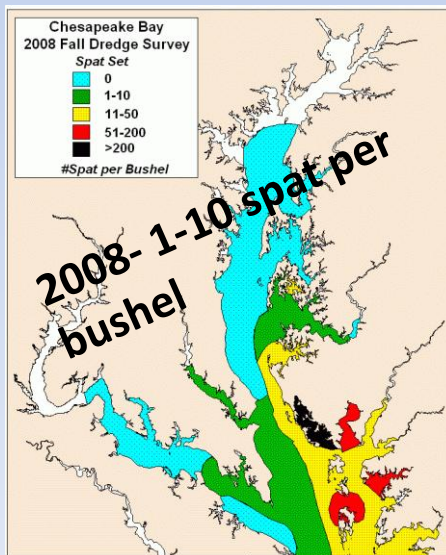 Chesapeake Bay
2008 Fall Dredge Survey
Spat Set
0
1-10
11-50
51-200
>200
#Spat per Bushel
2008- 1-10 spat per
bushel